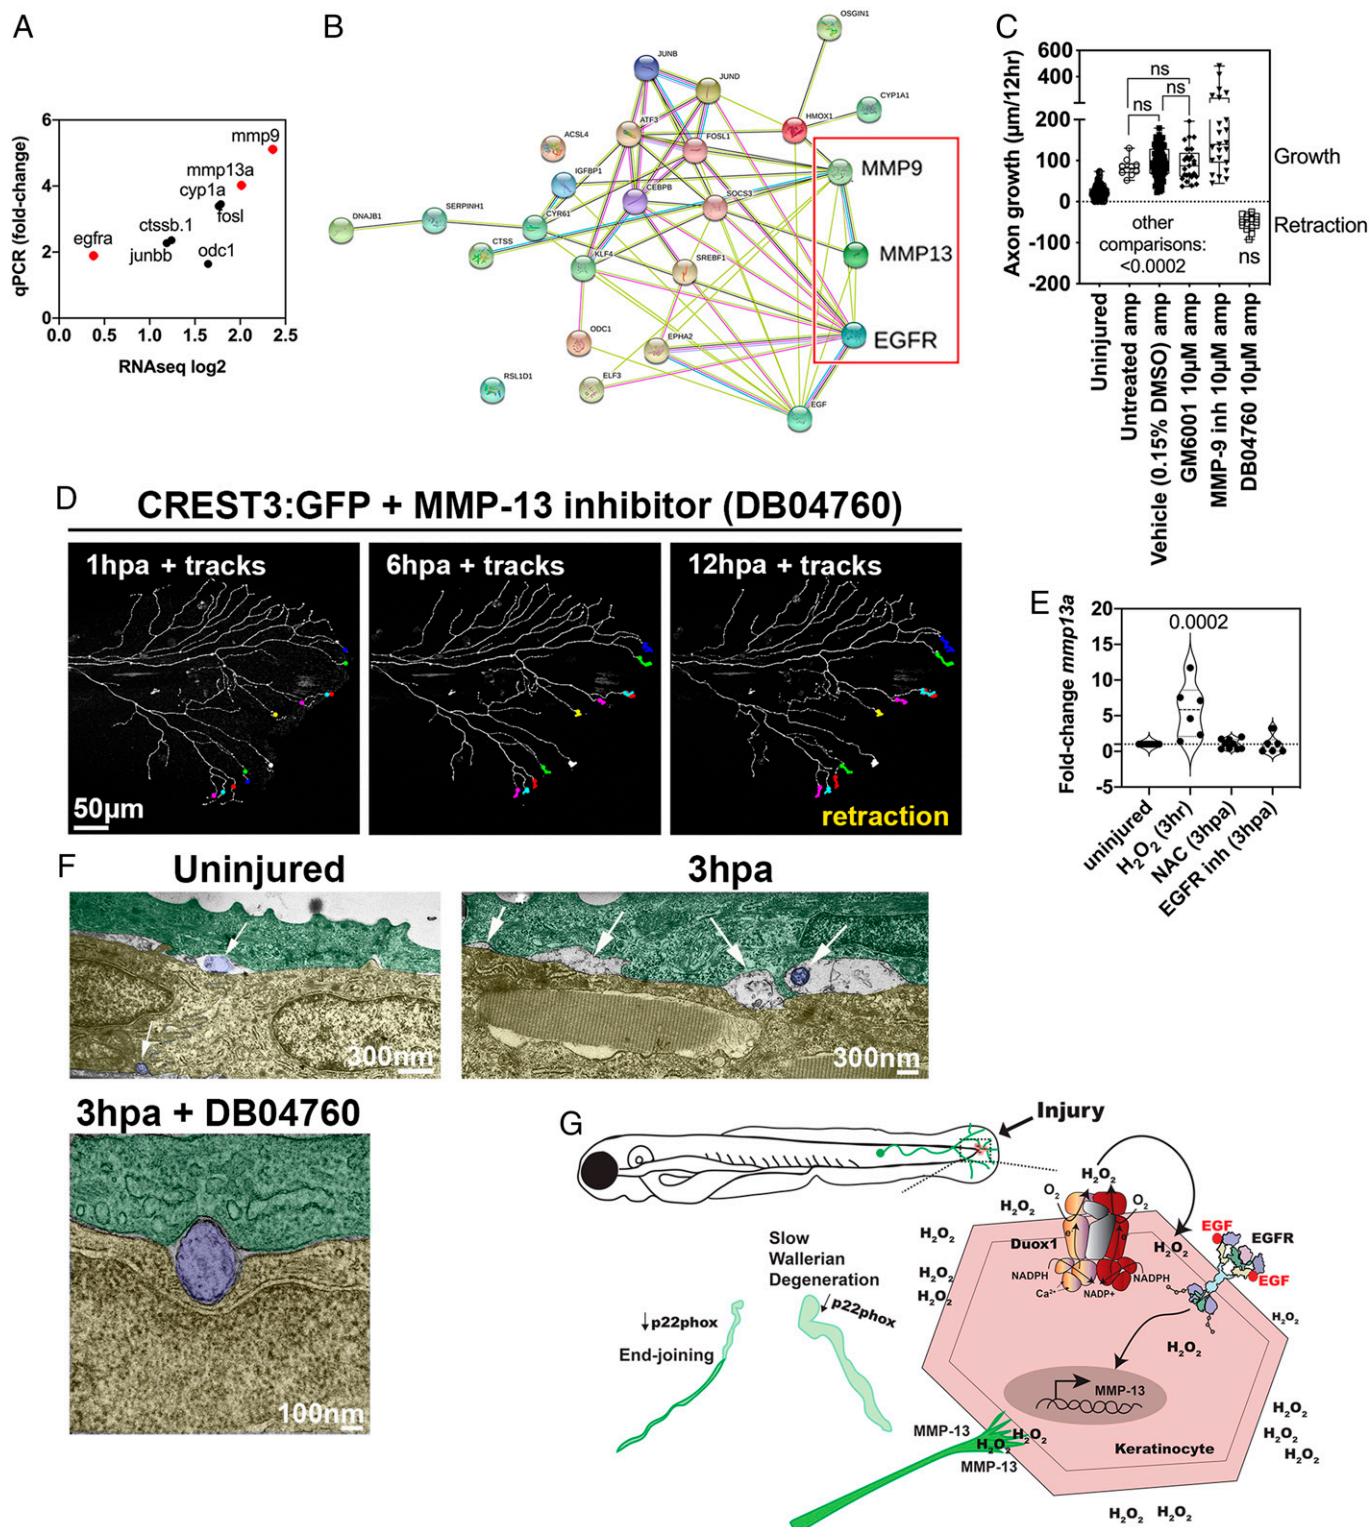 A
qPCR (fold-change)
6
4
2
0
mmp9
mmp13a
cyp1a
fosl
ctssb.1
egfra
junbb
odc1
0.0 0.5 1.0 1.5 2.0 2.5
RNAseq log2
B
OSGIN1
JUNB
JUND
CYP1A1
HMOX1
ATF3
ACSL4
FOSL1
MMP9
IGFBP1
CEBPB
SOCS3
SERPINH1
DNAJB1
CYR61
MMP13
CTSS
KLF4
SREBF1
EGFR
ODC1
EPHA2
RSL1D1
ELF3
EGF
C
Axon growth (µm/12hr)
600
400
200
100
0
-100
-200
ns
ns
ns
Growth
Retraction
other
comparisons:
<0.0002
ns
Uninjured
Untreated amp
Vehicle (0.15% DMSO) amp
GM6001 10µM amp
MMP-9 inh 10µM amp
DB04760 10µM amp
D
CREST3:GFP + MMP-13 inhibitor (DB04760)
1hpa + tracks
6hpa + tracks
12hpa + tracks
50µm
retraction
E
Fold-change mmp13a
20
15
10
5
0
-5
0.0002
uninjured
H2O2 (3hr)
NAC (3hpa)
EGFR inh (3hpa)
F
Uninjured
3hpa
300nm
300nm
3hpa + DB04760
100nm
G
Injury
H2O2
O2
O2
H2O2
H2O2
Duox1
H2O2
EGF
EGFR
EGF
NADPH
NADPH
Ca2+
NADP+
H2O2
H2O2
H2O2
H2O2
Slow
Wallerian
Degeneration
↓p22phox
End-joining
p22phox
MMP-13
MMP-13
H2O2
H2O2
MMP-13
Keratinocyte
H2O2
H2O2
H2O2
H2O2 H2O2